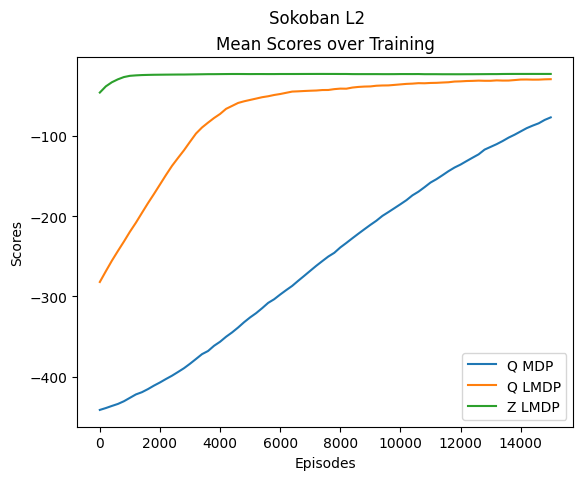 Sokoban L2
Mean Scores over Training
Scores
−100
−200
−300
−400
0 2000 4000 6000 8000 10000 12000 14000
Episodes
Q MDP
Q LMDP
Z LMDP